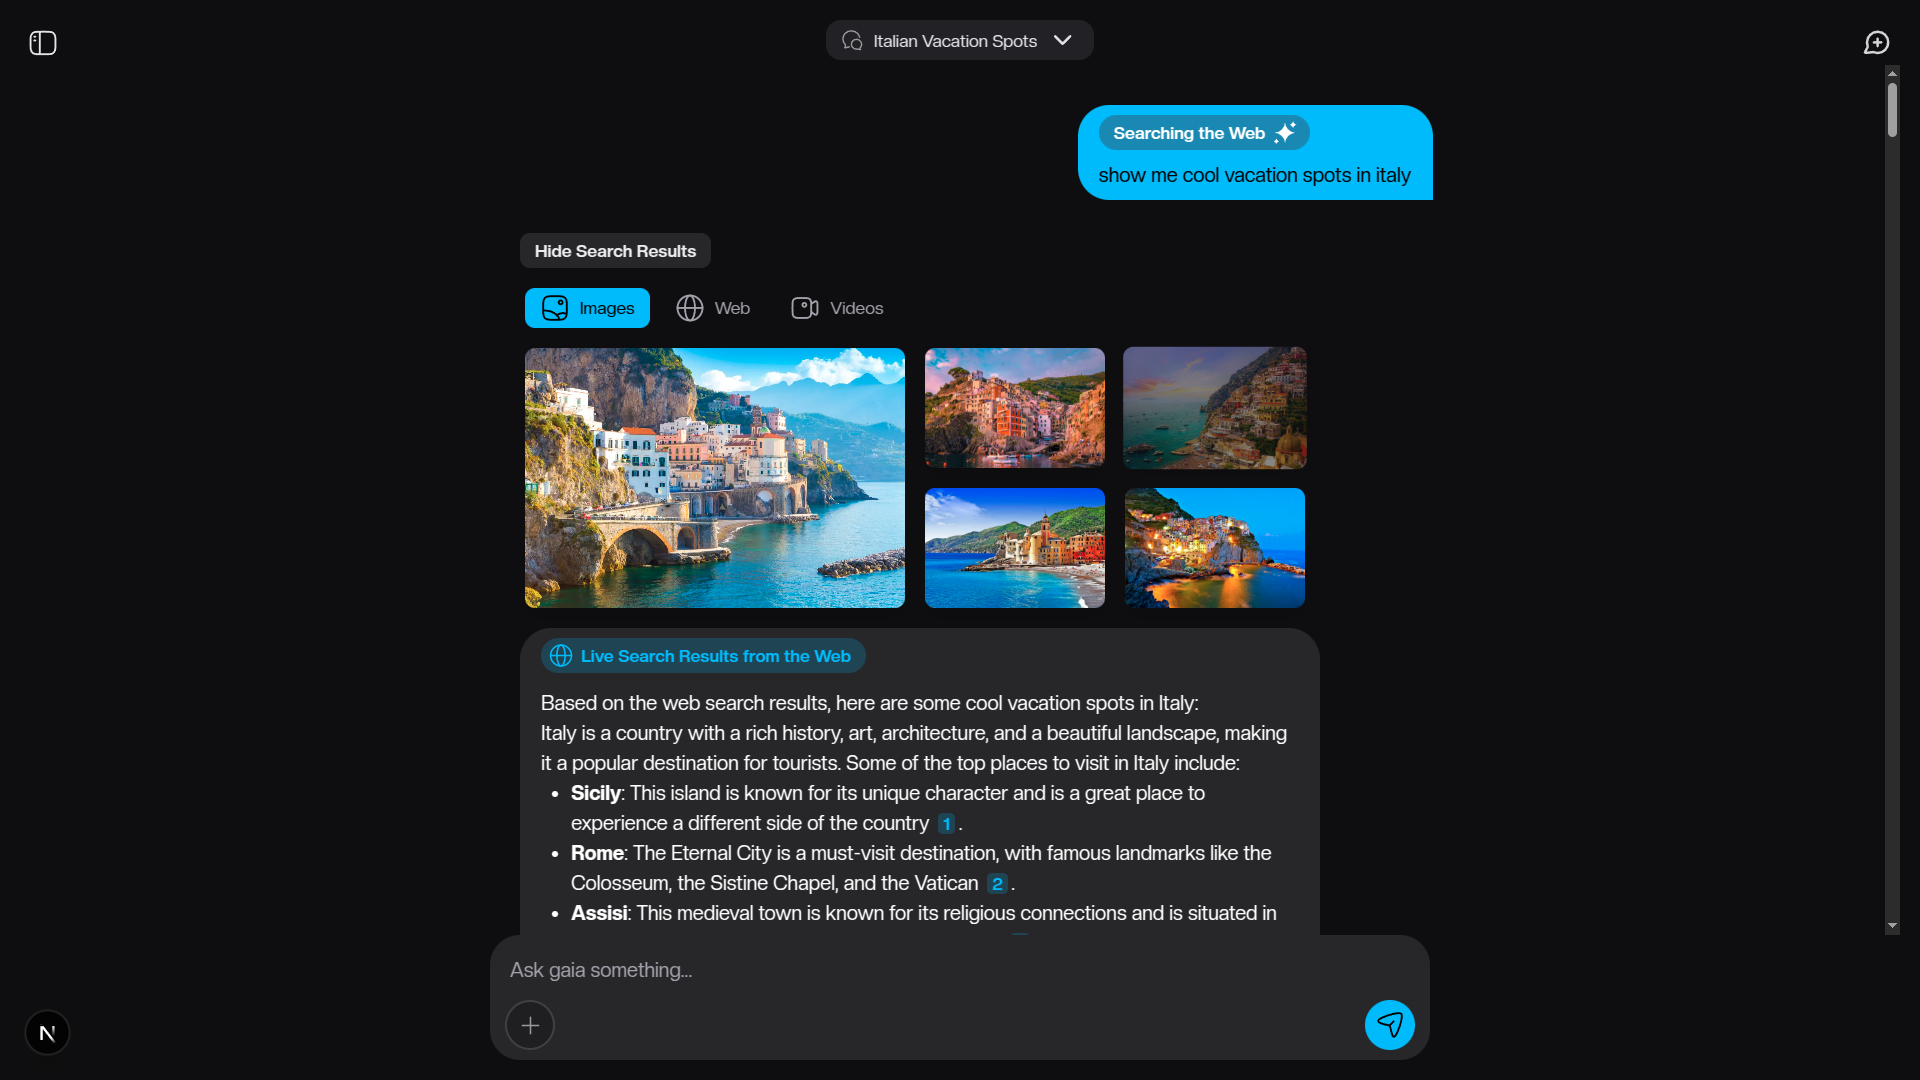 Italian Vacation Spots
Searching the Web
show me cool vacation spots in italy
Hide Search Results
Images
Web
Videos
Live Search Results from the Web
Based on the web search results, here are some cool vacation spots in Italy:
Italy is a country with a rich history, art, architecture, and a beautiful landscape, making
it a popular destination for tourists. Some of the top places to visit in Italy include:
• Sicily: This island is known for its unique character and is a great place to
experience a different side of the country 1.
• Rome: The Eternal City is a must-visit destination, with famous landmarks like the
Colosseum, the Sistine Chapel, and the Vatican 2.
• Assisi: This medieval town is known for its religious connections and is situated in
Ask gaia something...
N